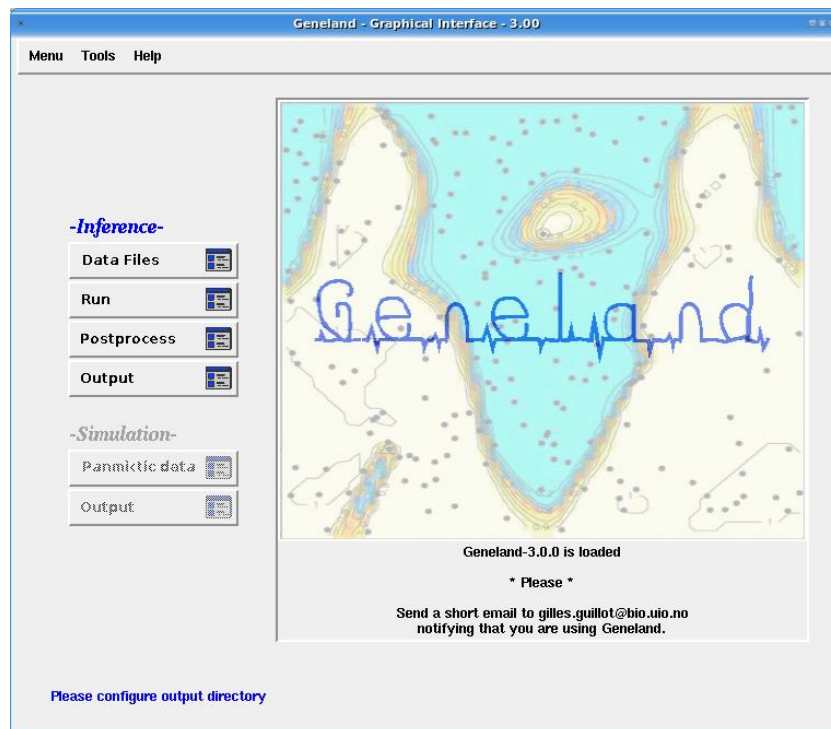 Geneland - Graphical Interface - 3.00
Menu Tools Help
-Inference-
Data Files
Run
Postprocess
Output
-Simulation-
Panmictic data
Output
Geneland
Geneland-3.0.0 is loaded
* Please *
Send a short email to gilles.guillot@bio.uio.no
notifying that you are using Geneland.
Please configure output directory